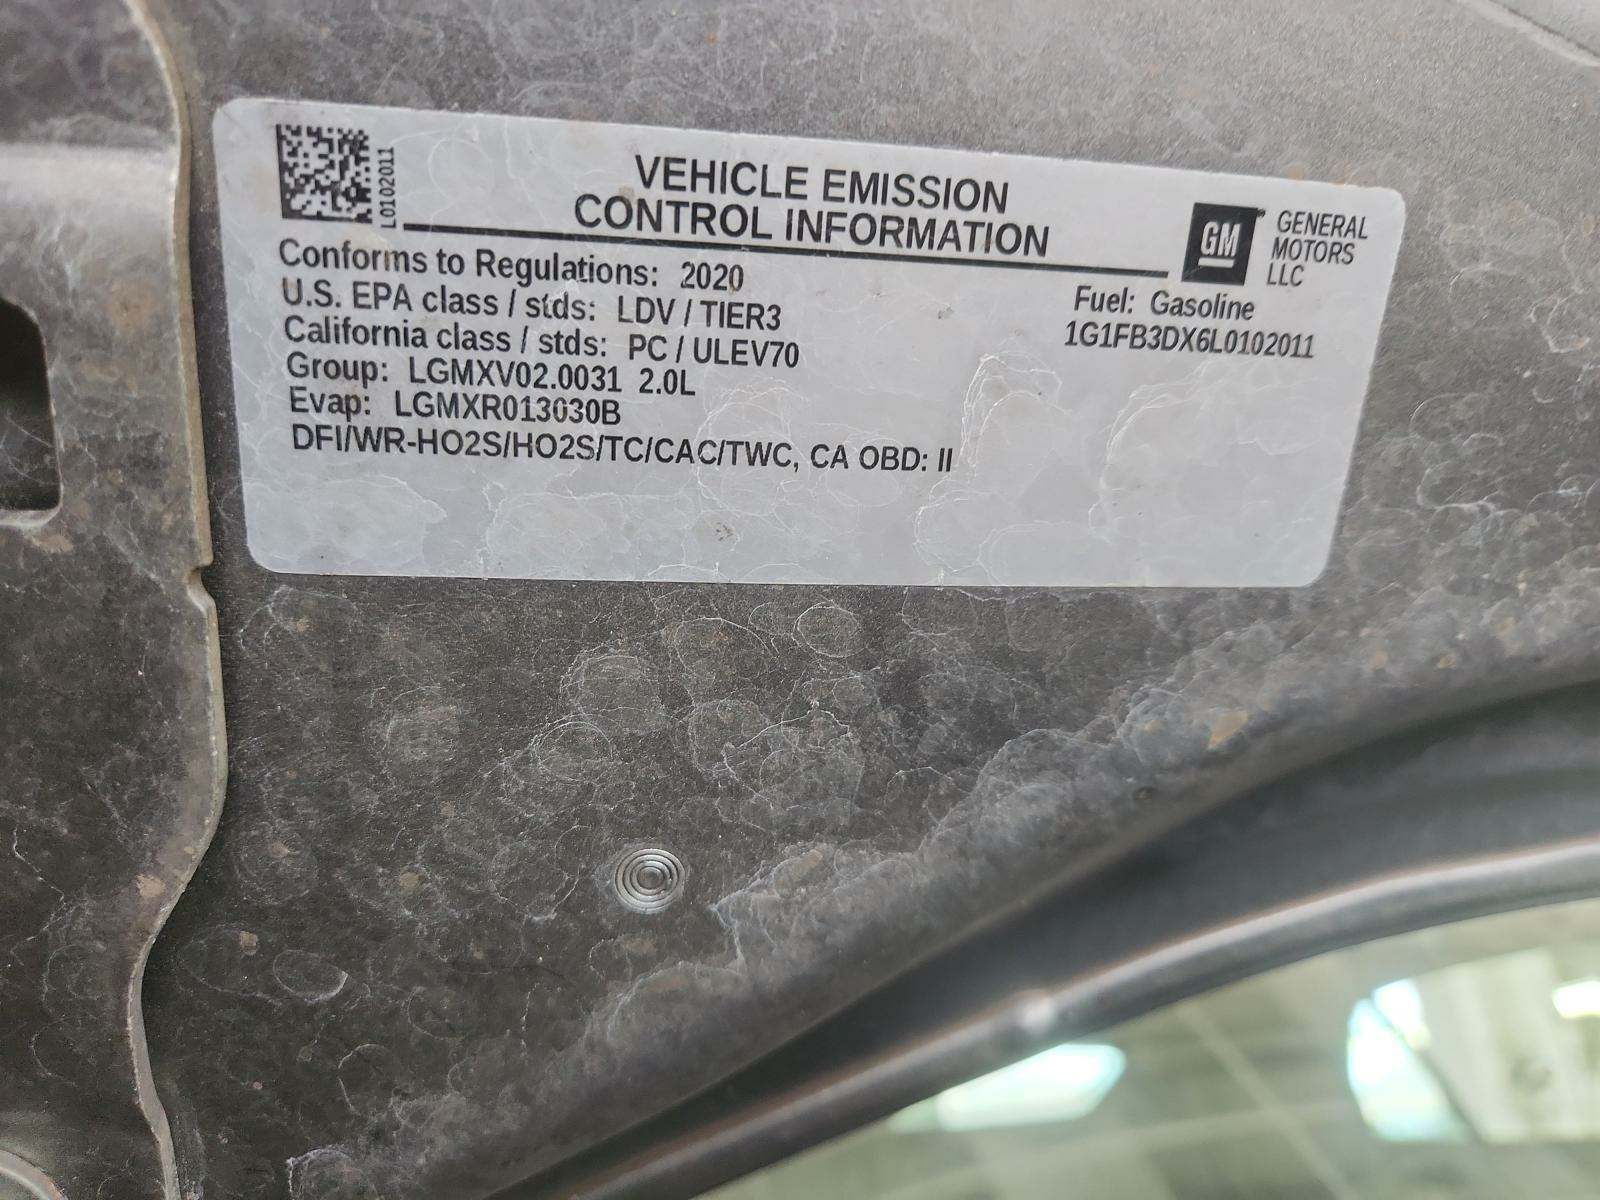 L0102011
VEHICLE EMISSION
CONTROL INFORMATION
GM
GENERAL
MOTORS
LLC
Conforms to Regulations: 2020
U.S. EPA class / stds: LDV / TIER3
California class / stds: PC / ULEV70
Group: LGMXV02.0031 2.0L
Evap: LGMXR013030B
DFI/WR-HO2S/HO2S/TC/CAC/TWC, CA OBD: II
Fuel: Gasoline
1G1FB3DX6L0102011